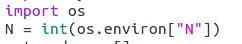 import os
N = int(os.environ["N"])